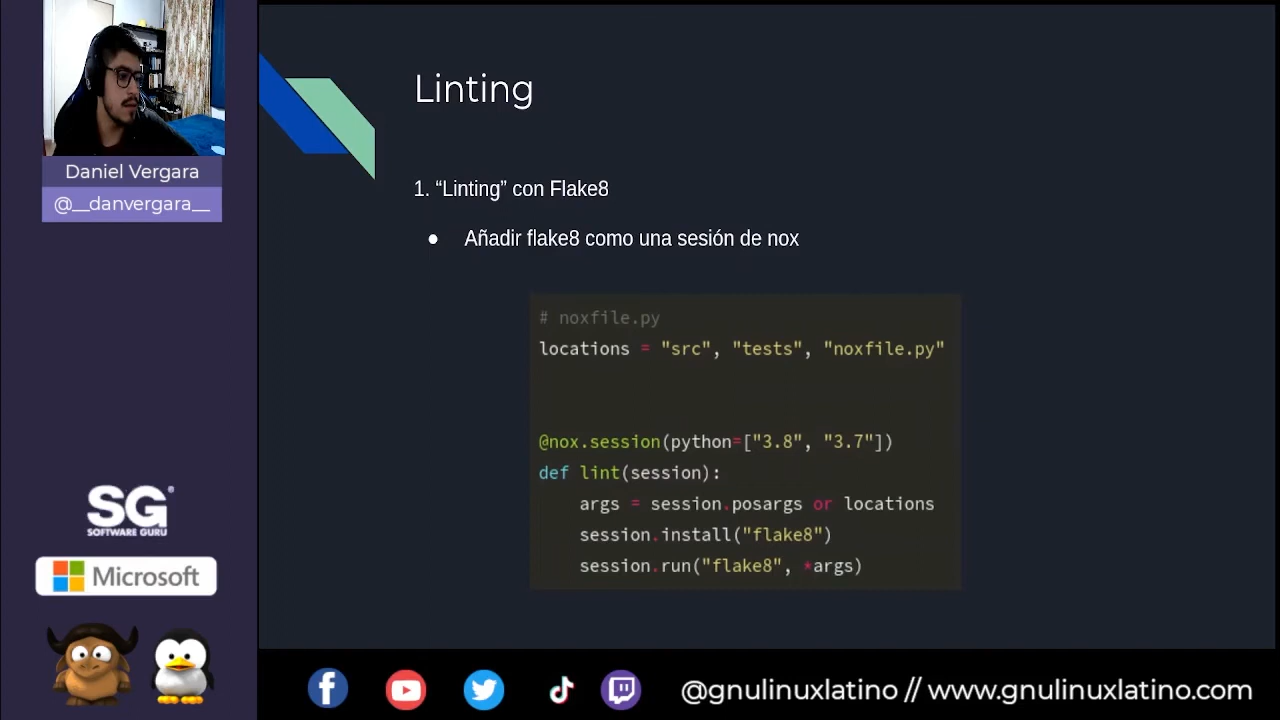 Daniel Vergara
@__danvergara__
SG
SOFTWARE GURU
Microsoft
Linting
1. “Linting” con Flake8
● Añadir flake8 como una sesión de nox
# noxfile.py
locations = "src", "tests", "noxfile.py"
@nox.session(python=["3.8", "3.7"])
def lint(session):
    args = session.posargs or locations
    session.install("flake8")
    session.run("flake8", *args)
@gnulinuxlatino // www.gnulinuxlatino.com